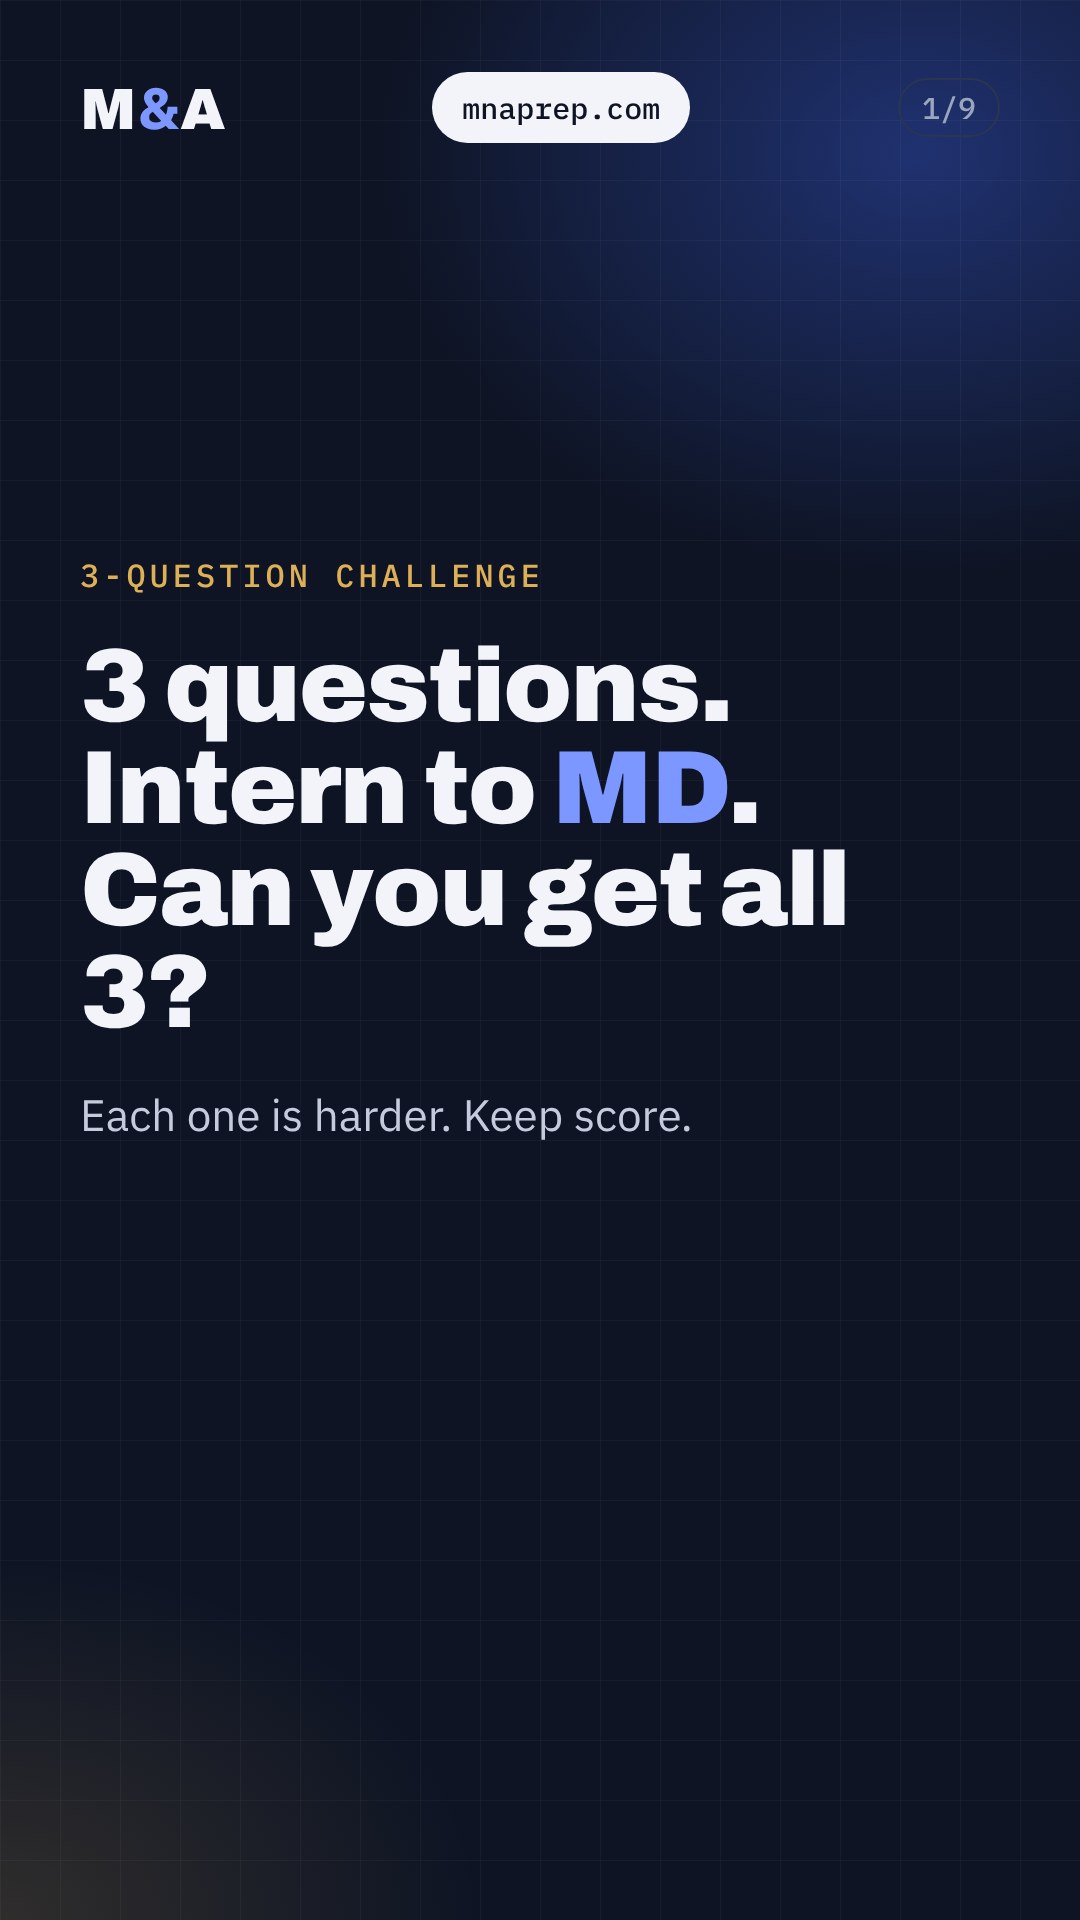 M&A
mnaprep.com
1/9
3-QUESTION CHALLENGE
3 questions.
Intern to MD.
Can you get all
3?
Each one is harder. Keep score.